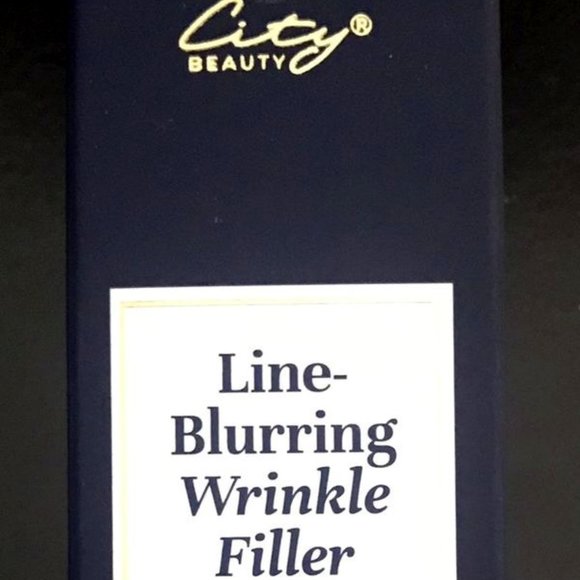 City®
BEAUTY
Line-
Blurring
Wrinkle
Filler